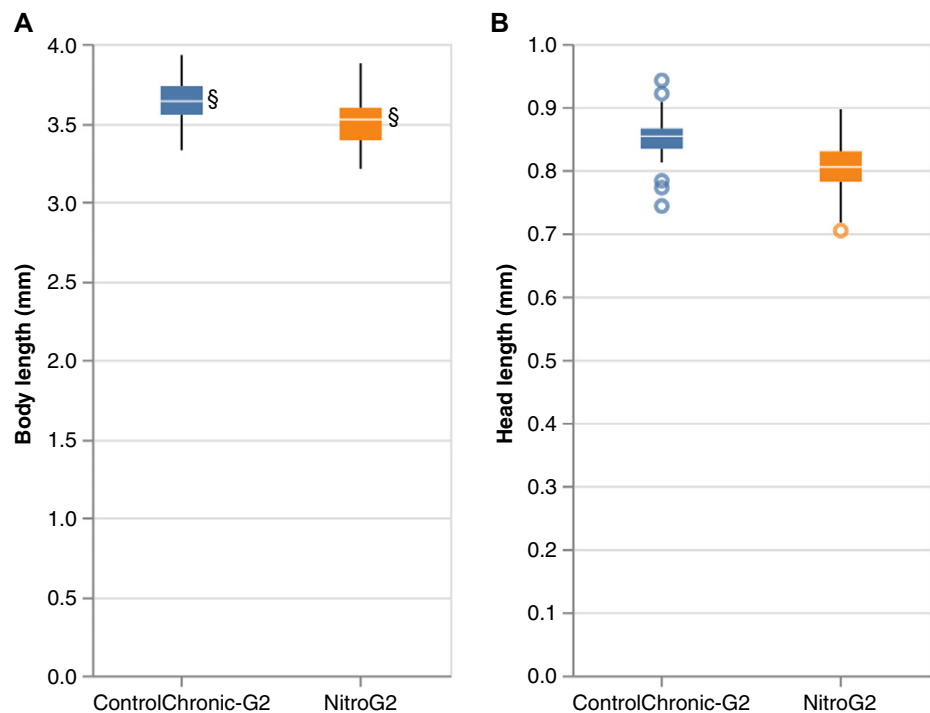 A
Body length (mm)
4.0
3.5
3.0
2.5
2.0
1.5
1.0
0.5
0.0
§
§
ControlChronic-G2
NitroG2
B
Head length (mm)
1.0
0.9
0.8
0.7
0.6
0.5
0.4
0.3
0.2
0.1
0.0
ControlChronic-G2
NitroG2